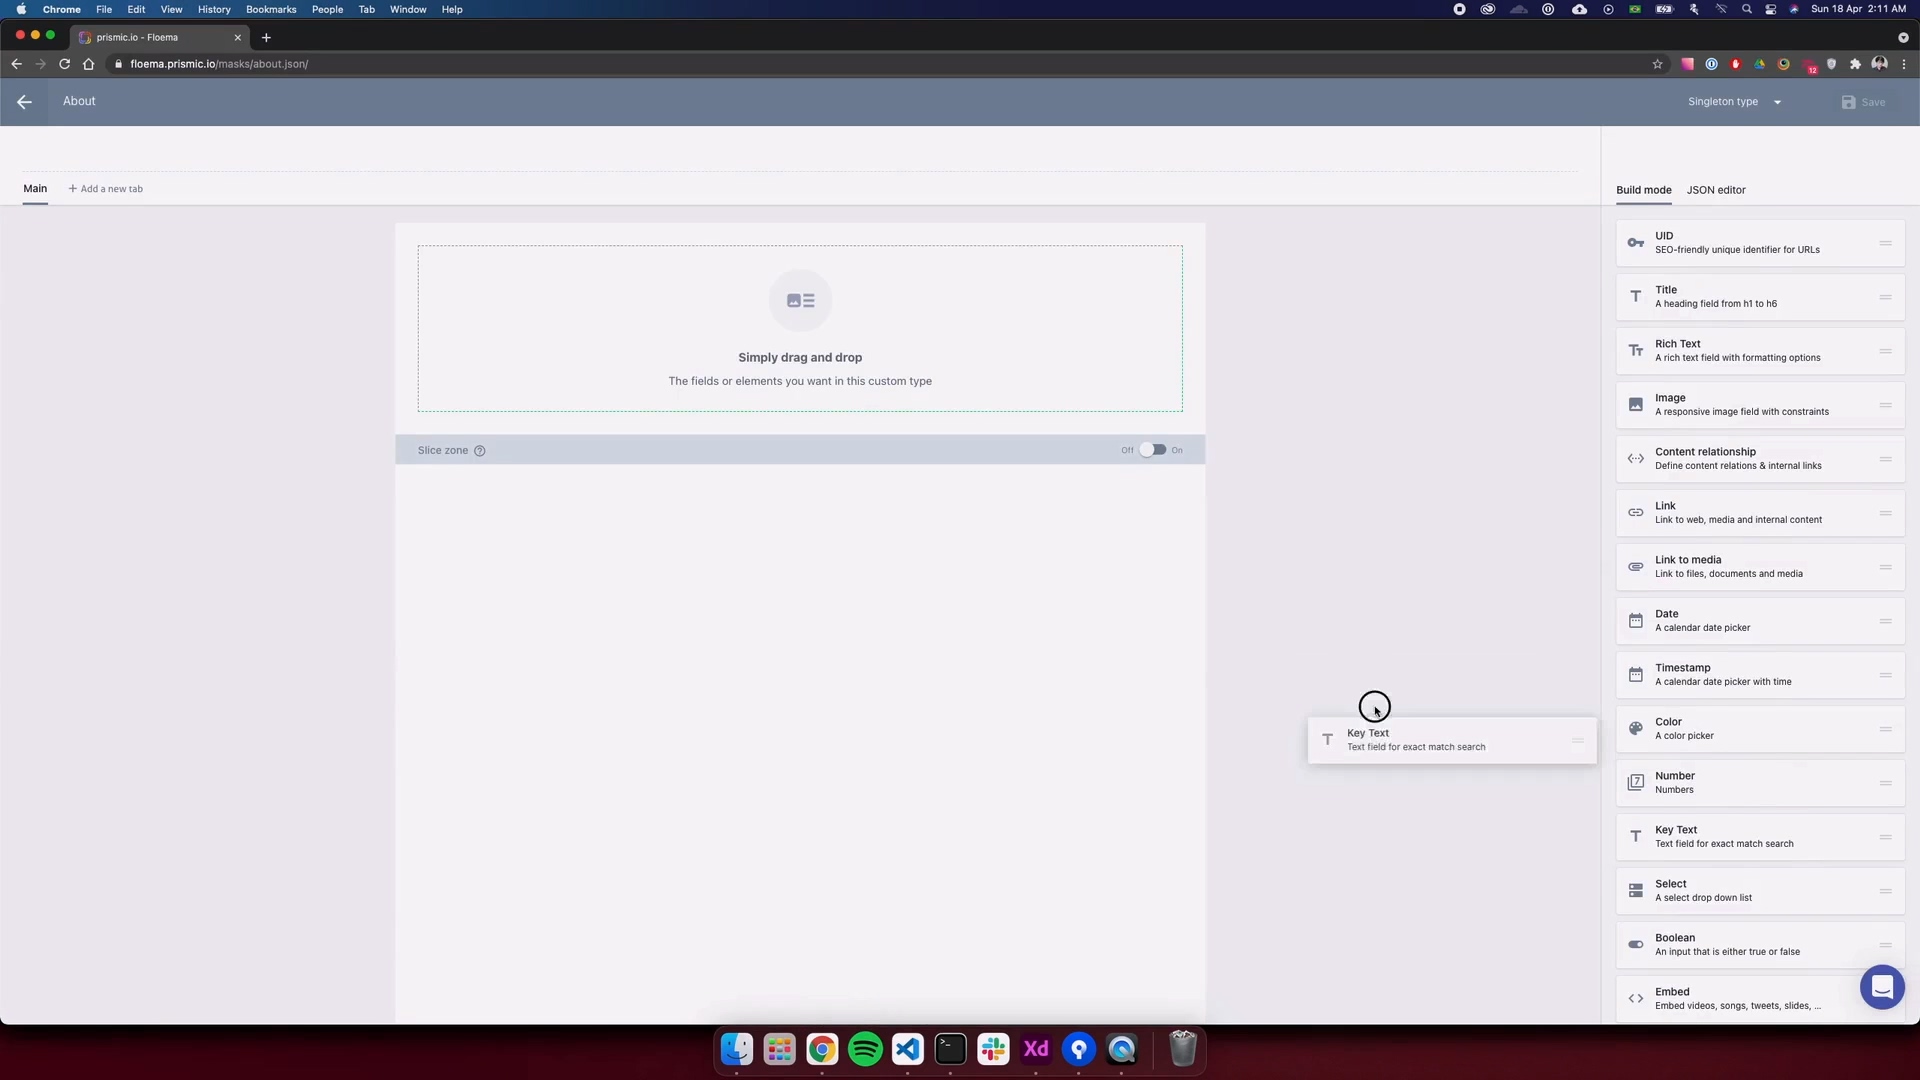 Chrome File Edit View History Bookmarks People Tab Window Help
Sun 18 Apr 2:11 AM
prismic.io - Floema
floema.prismic.io/masks/about.json/
12
About
Singleton type
Save
Main
+ Add a new tab
Build mode
JSON editor
Simply drag and drop
The fields or elements you want in this custom type
Slice zone ?
Off
On
Key Text
Text field for exact match search
UID
SEO-friendly unique identifier for URLs
Title
A heading field from h1 to h6
Rich Text
A rich text field with formatting options
Image
A responsive image field with constraints
Content relationship
Define content relations & internal links
Link
Link to web, media and internal content
Link to media
Link to files, documents and media
Date
A calendar date picker
Timestamp
A calendar date picker with time
Color
A color picker
7
Number
Numbers
Key Text
Text field for exact match search
Select
A select drop down list
Boolean
An input that is either true or false
Embed
Embed videos, songs, tweets, slides, ...
Xd